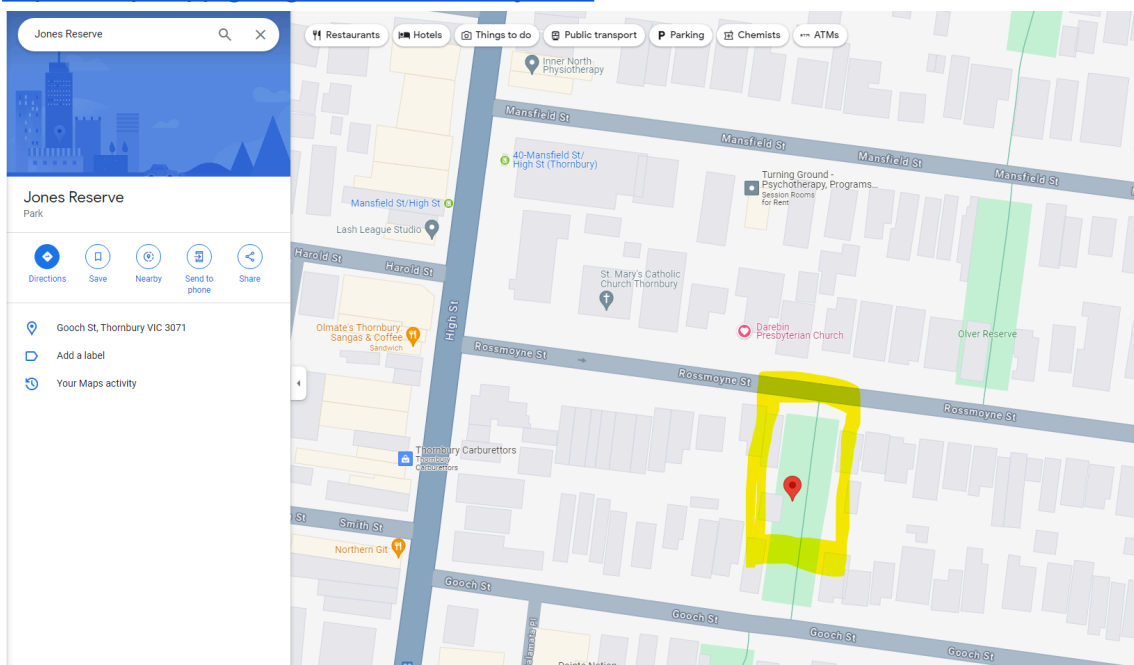 Jones Reserve
Restaurants
Hotels
Things to do
Public transport
Parking
Chemists
ATMs
Jones Reserve
Park
Directions
Save
Nearby
Send to
phone
Share
Gooch St, Thornbury VIC 3071
Add a label
Your Maps activity
Inner North
Physiotherapy
Mansfield St
Mansfield St
Mansfield St
Mansfield St
40-Mansfield St/
High St (Thornbury)
Turning Ground -
Psychotherapy, Programs...
Session Rooms
for Rent
Mansfield St/High St
Lash League Studio
Harold St
Harold St
St. Mary's Catholic
Church Thornbury
High St
Olmate's Thornbury:
Sangas & Coffee
Sandwich
Darebin
Presbyterian Church
Olver Reserve
Rossmoyne St
Rossmoyne St
Rossmoyne St
Thornbury Carburettors
Thornbury
Carburettors
St
Smith St
Northern Git
Gooch St
Gooch St
Gooch St
Gooch St